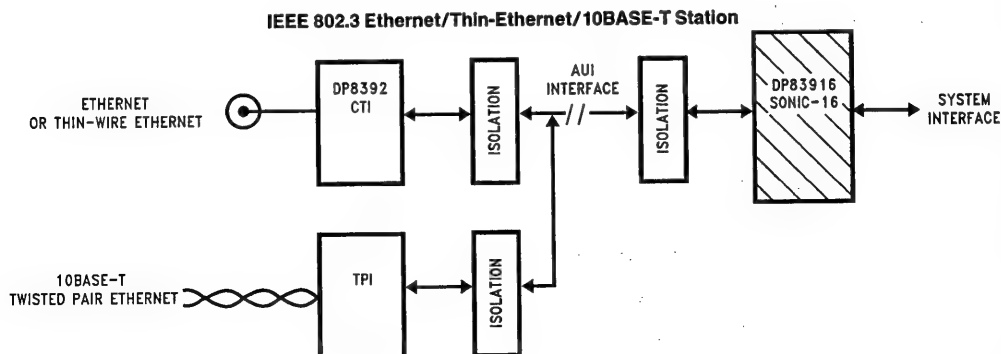 IEEE 802.3 Ethernet/Thin-Ethernet/10BASE-T Station
ETHERNET
OR THIN-WIRE ETHERNET
DP8392
CTI
ISOLATION
AUI
INTERFACE
ISOLATION
DP83916
SONIC-16
SYSTEM
INTERFACE
10BASE-T
TWISTED PAIR ETHERNET
TPI
ISOLATION